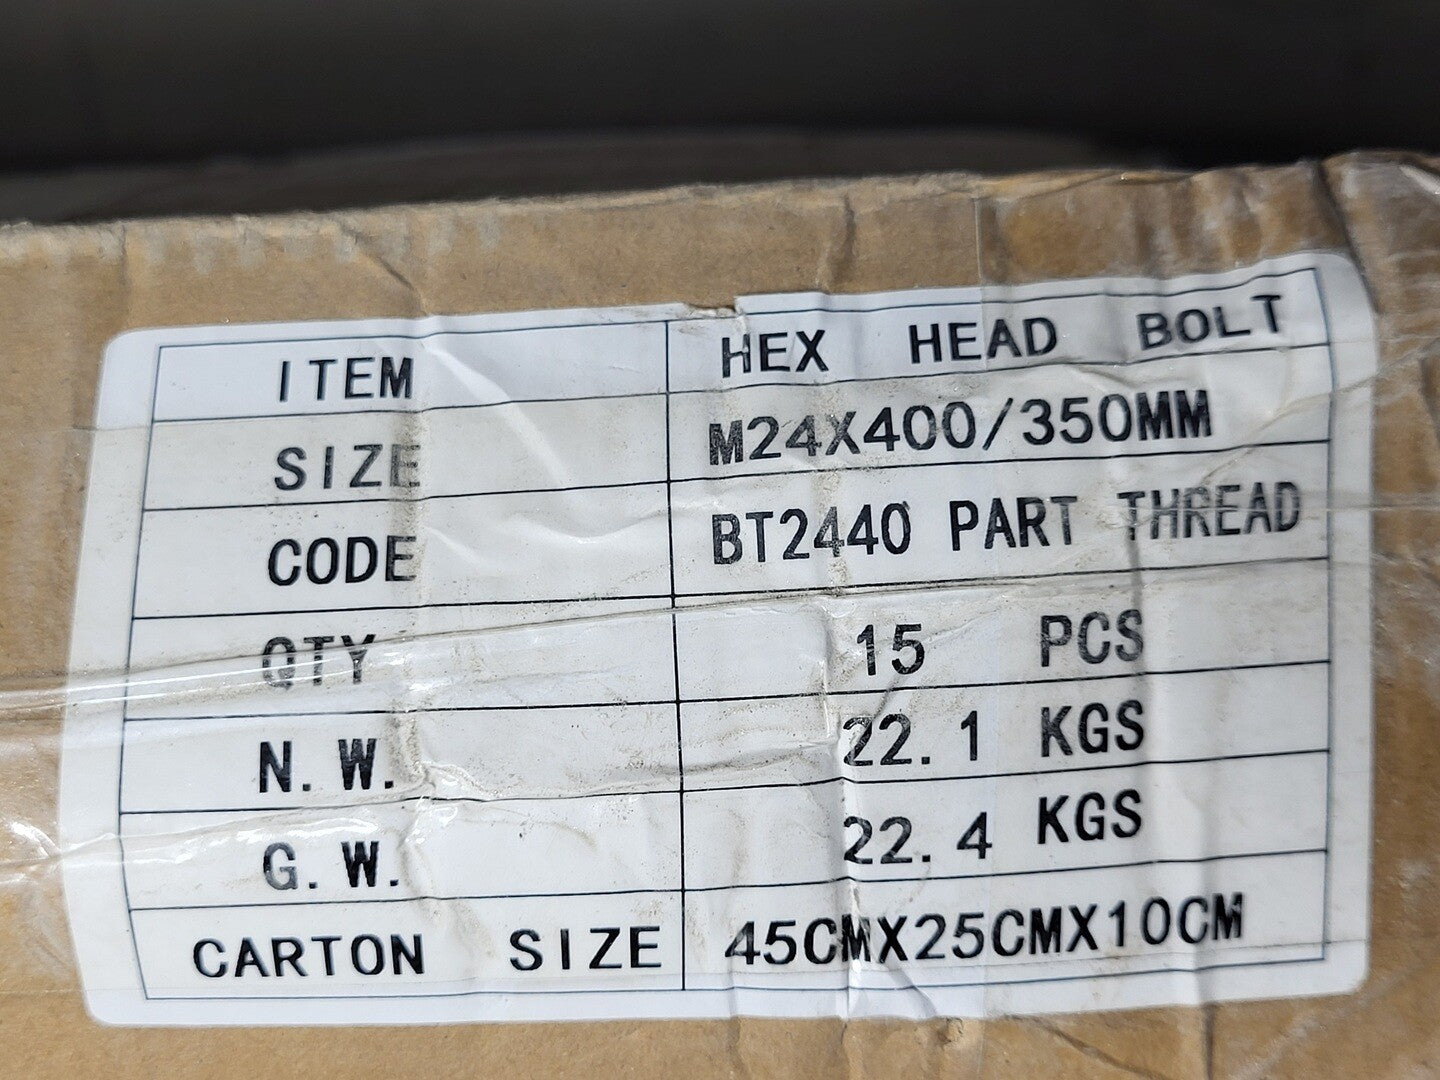 ITEM HEX HEAD BOLT
SIZE M24X400/350MM
CODE BT2440 PART THREAD
QTY 15 PCS
N.W. 22.1 KGS
G.W. 22.4 KGS
CARTON SIZE 45CMX25CMX10CM